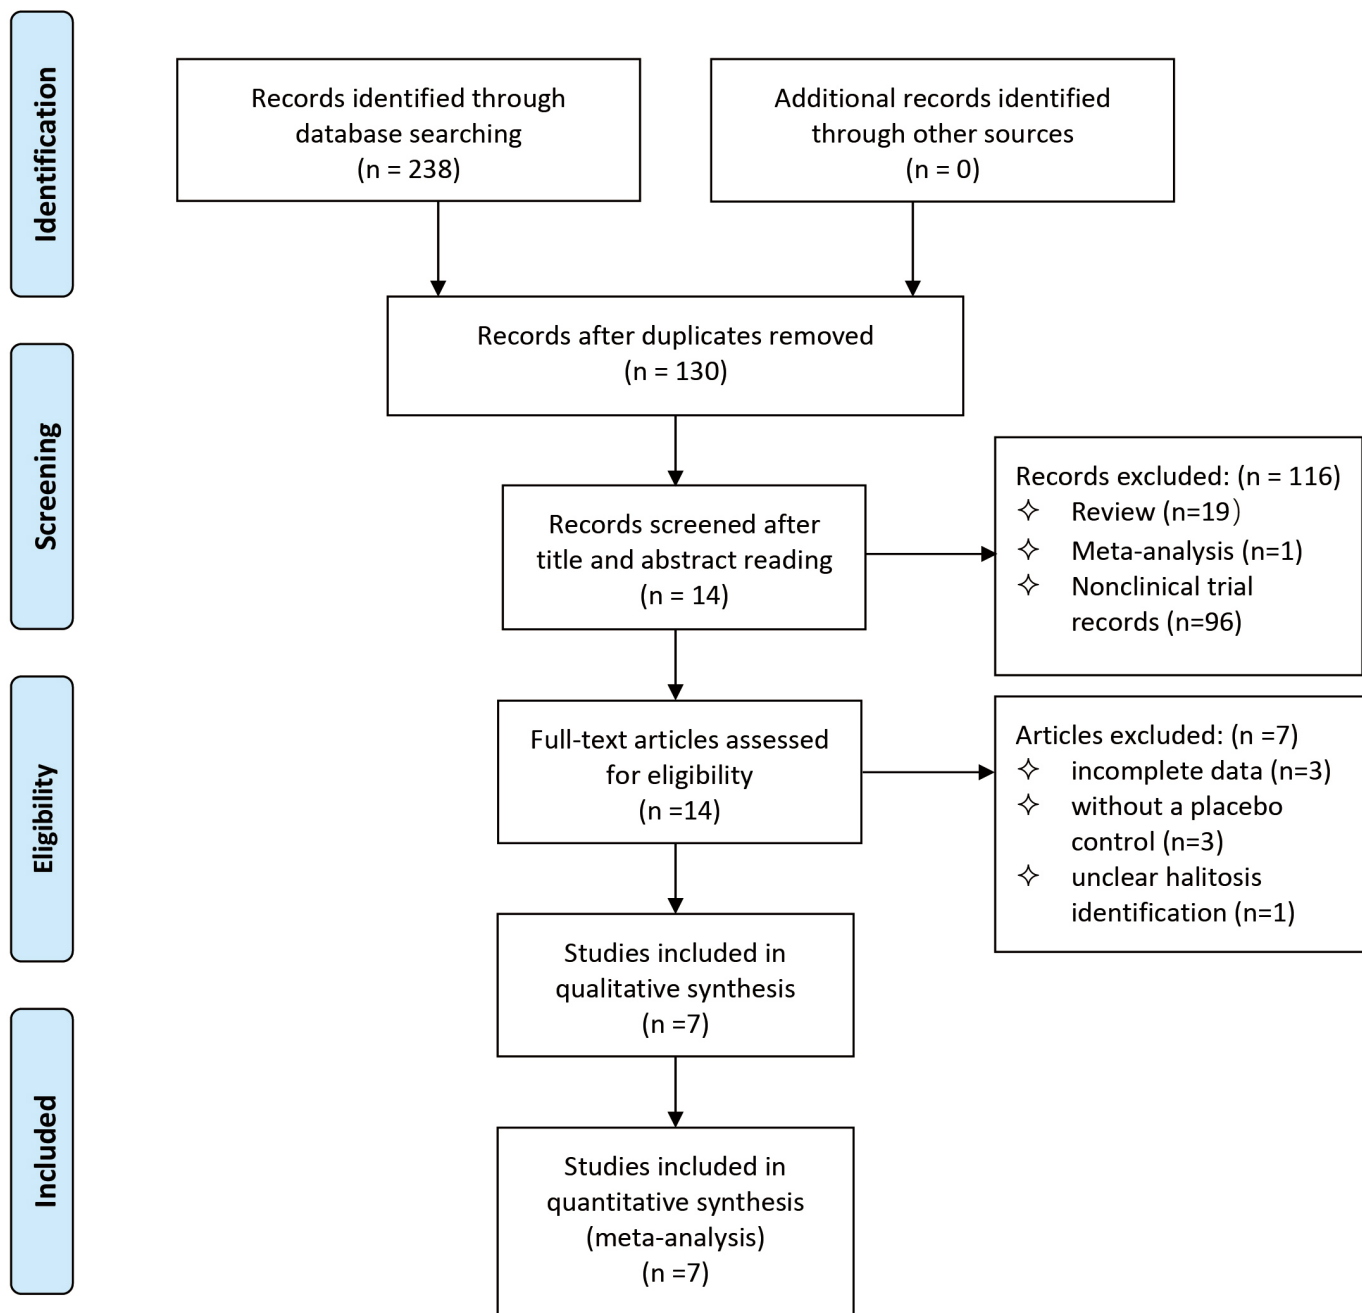 Identification
Records identified through
database searching
(n = 238)
Additional records identified
through other sources
(n = 0)
Records after duplicates removed
(n = 130)
Screening
Records screened after
title and abstract reading
(n = 14)
Records excluded: (n = 116)
✧ Review (n=19）
✧ Meta-analysis (n=1)
✧ Nonclinical trial
records (n=96)
Eligibility
Full-text articles assessed
for eligibility
(n =14)
Articles excluded: (n =7)
✧ incomplete data (n=3)
✧ without a placebo
control (n=3)
✧ unclear halitosis
identification (n=1)
Studies included in
qualitative synthesis
(n =7)
Included
Studies included in
quantitative synthesis
(meta-analysis)
(n =7)